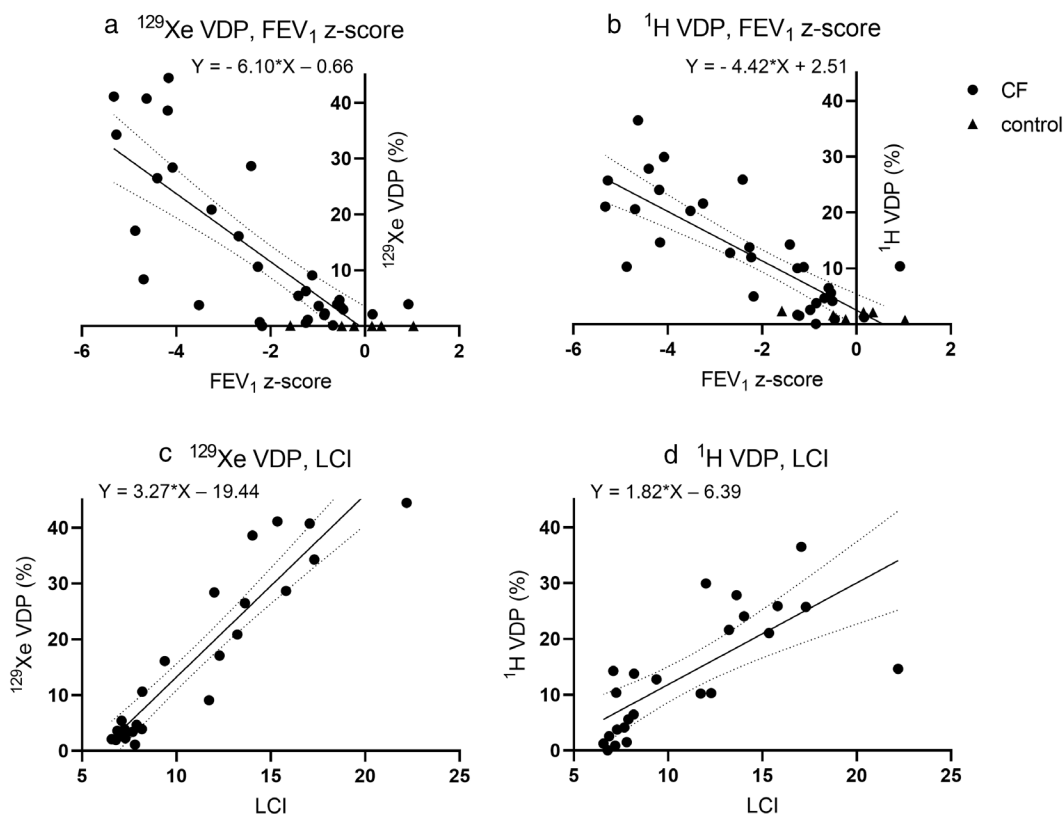 a ¹²⁹Xe VDP, FEV₁ z-score
Y = - 6.10*X – 0.66
40
30
20
10
¹²⁹Xe VDP (%)
-6 -4 -2 0 2
FEV₁ z-score
b ¹H VDP, FEV₁ z-score
Y = - 4.42*X + 2.51
40
30
20
10
¹H VDP (%)
-6 -4 -2 0 2
FEV₁ z-score
CF
control
c ¹²⁹Xe VDP, LCI
Y = 3.27*X – 19.44
¹²⁹Xe VDP (%)
40
30
20
10
0
5 10 15 20 25
LCI
d ¹H VDP, LCI
Y = 1.82*X – 6.39
¹H VDP (%)
40
30
20
10
0
5 10 15 20 25
LCI